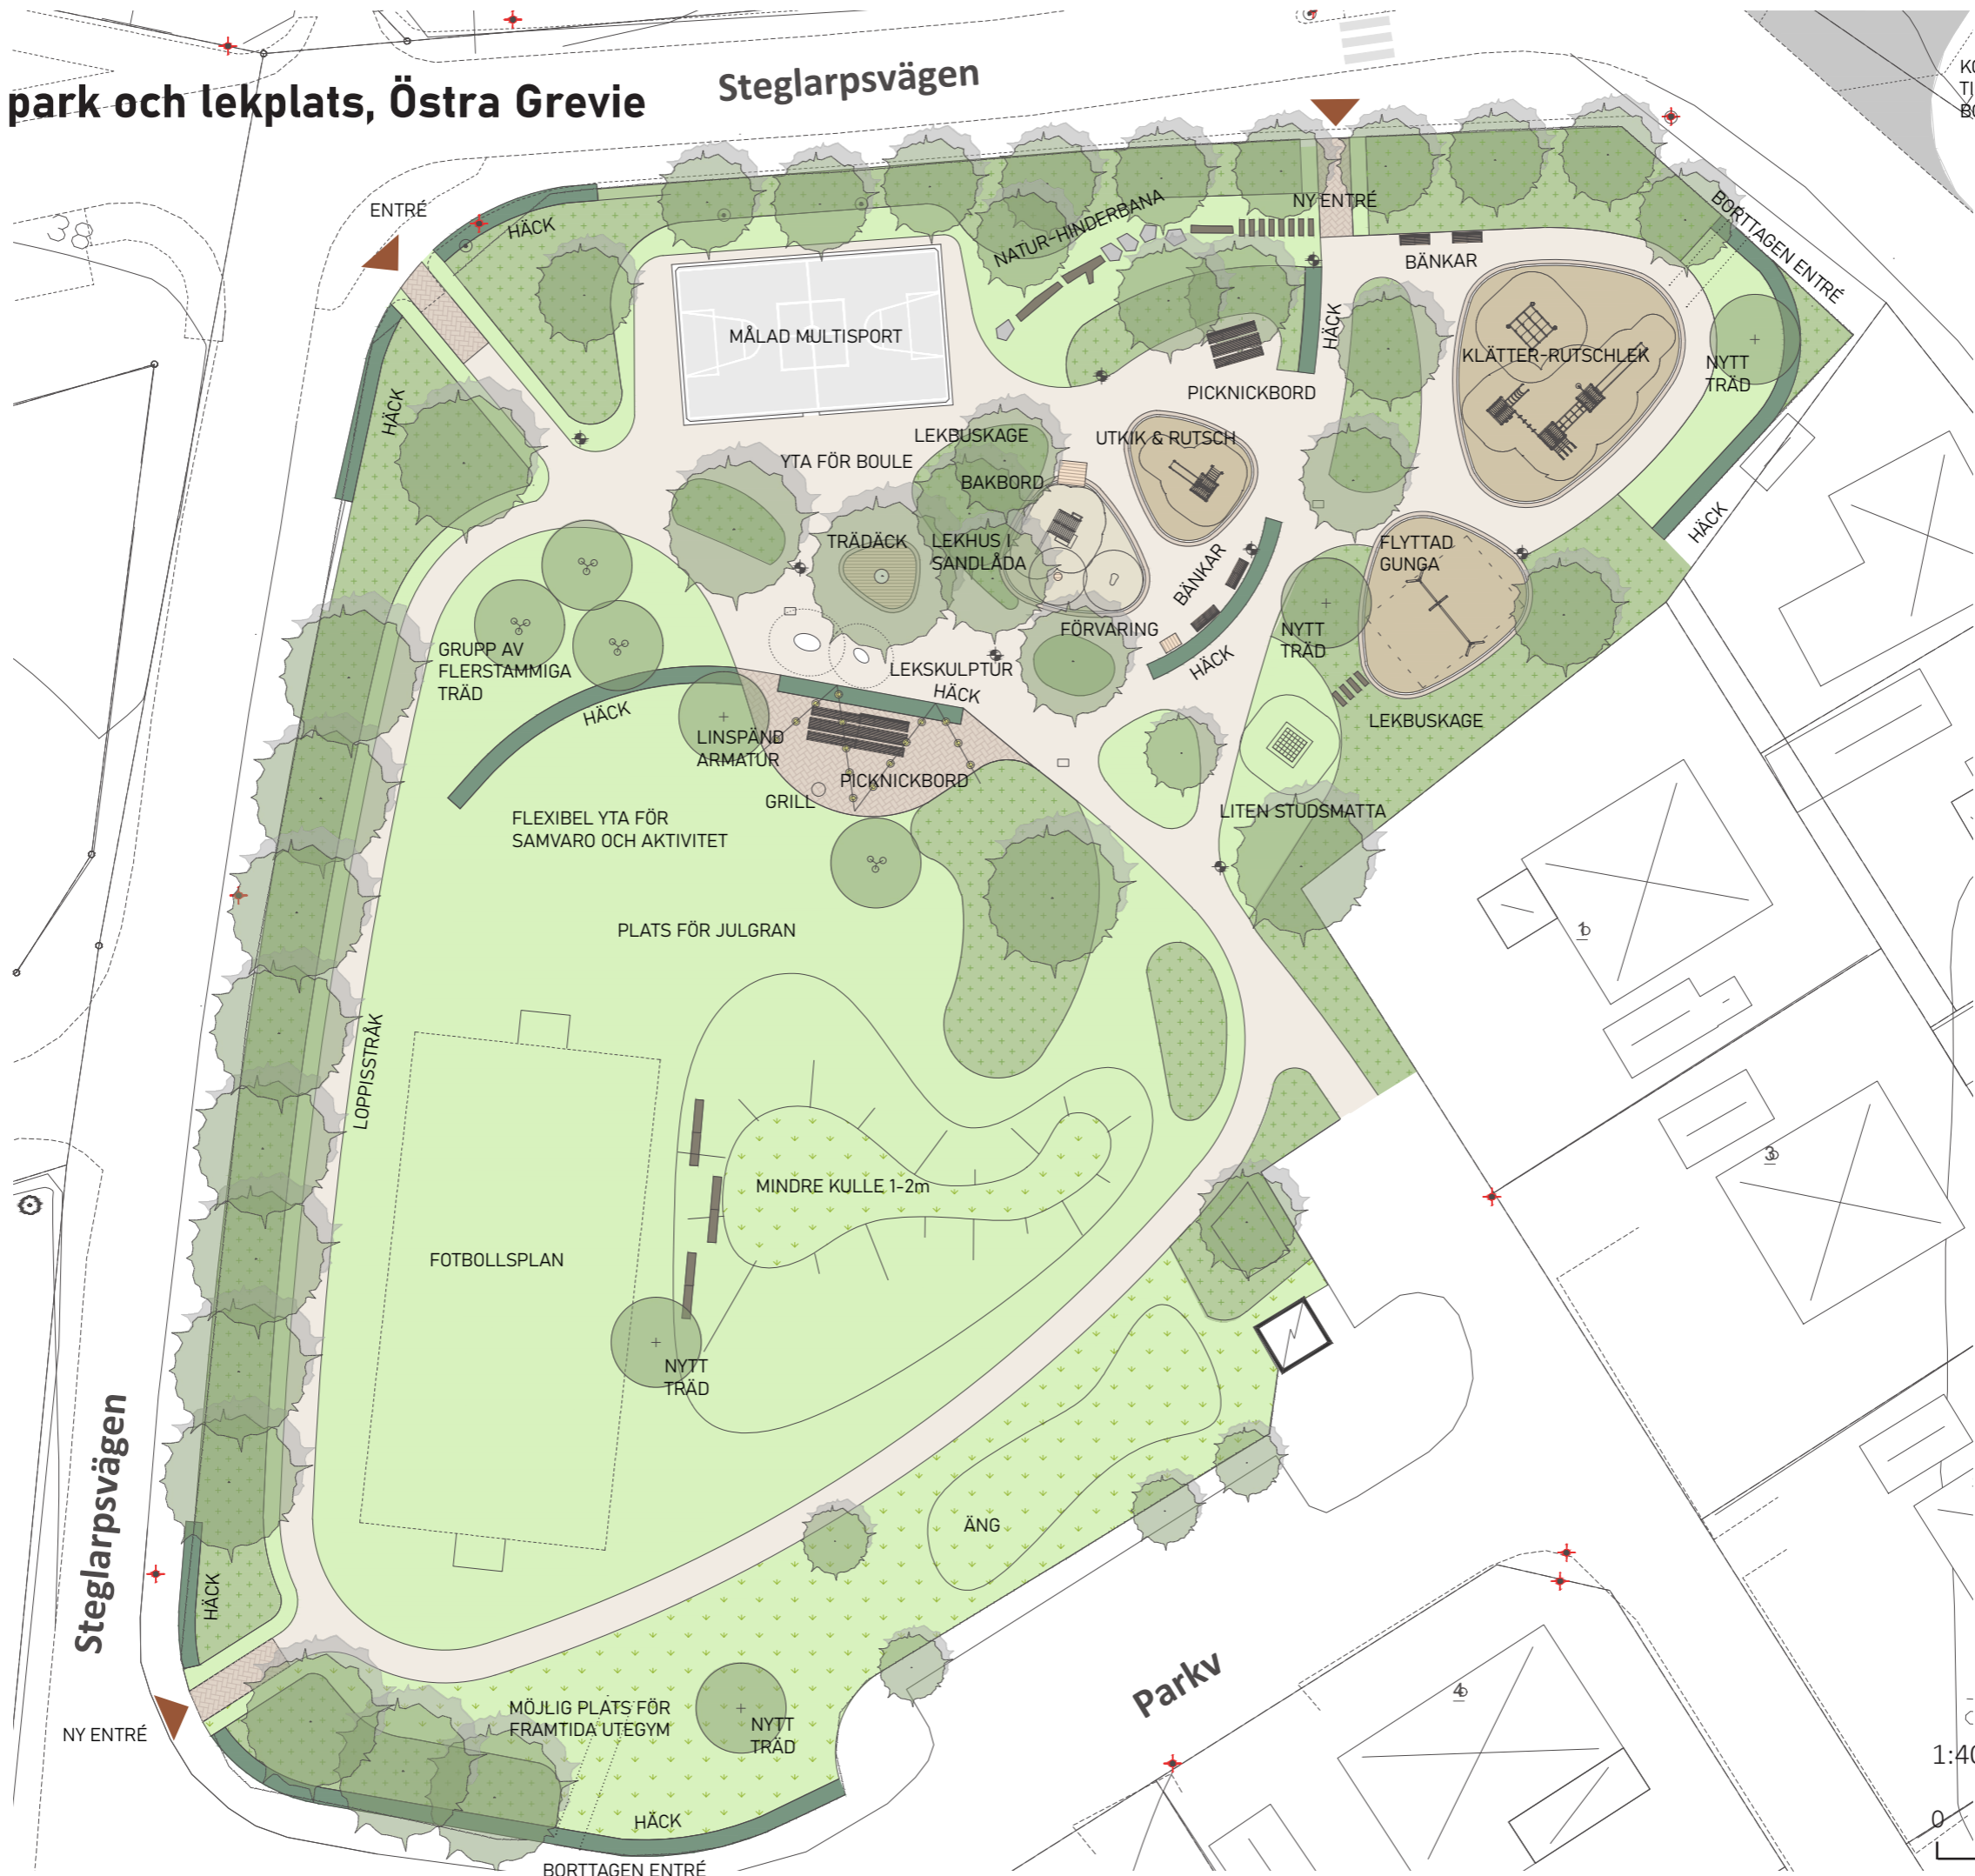 park och lekplats, Östra Grevie
Steglarpsvägen
38
ENTRÉ
HÄCK
NATUR-HINDERBANA
NY ENTRÉ
BORTTAGEN ENTRÉ
BÄNKAR
MÅLAD MULTISPORT
HÄCK
KLÄTTER-RUTSCHLEK
NYTT
TRÄD
HÄCK
PICKNICKBORD
LEKBUSKAGE
UTKIK & RUTSCH
YTA FÖR BOULE
BAKBORD
HÄCK
TRÄDÄCK
LEKHUS I
SANDLÅDA
BÄNKAR
FLYTTAD
GUNGA
FÖRVARING
NYTT
TRÄD
GRUPP AV
FLERSTAMMIGA
TRÄD
LEKSKULPTUR
HÄCK
HÄCK
HÄCK
LEKBUSKAGE
LINSPÄND
ARMATUR
PICKNICKBORD
GRILL
LITEN STUDSMATTA
FLEXIBEL YTA FÖR
SAMVARO OCH AKTIVITET
PLATS FÖR JULGRAN
LOPPISSTRÅK
MINDRE KULLE 1-2m
FOTBOLLSPLAN
NYTT
TRÄD
Steglarpsvägen
ÄNG
HÄCK
Parkv
MÖJLIG PLATS FÖR
FRAMTIDA UTEGYM
NYTT
TRÄD
NY ENTRÉ
HÄCK
BORTTAGEN ENTRÉ
1:40
0